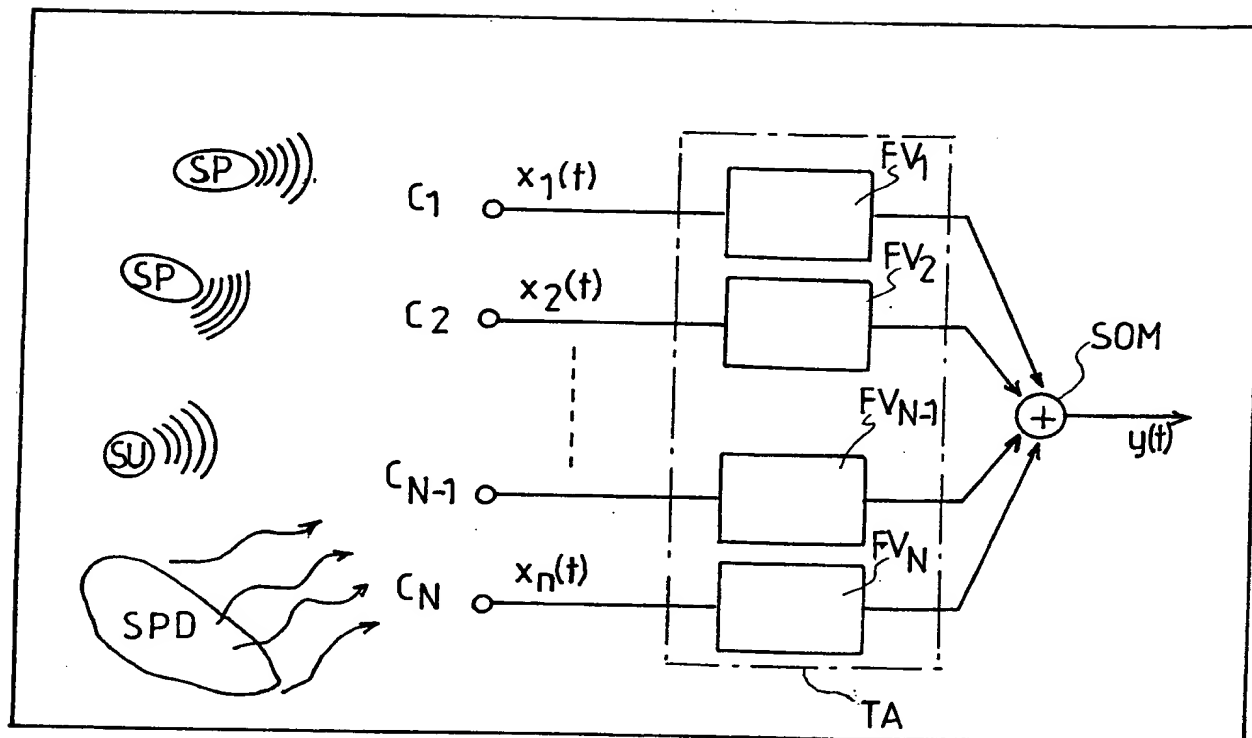 SP
C1
x1(t)
FV1
SP
C2
x2(t)
FV2
SOM
+
y(t)
SU
CN-1
FVN-1
SPD
CN
xn(t)
FVN
TA